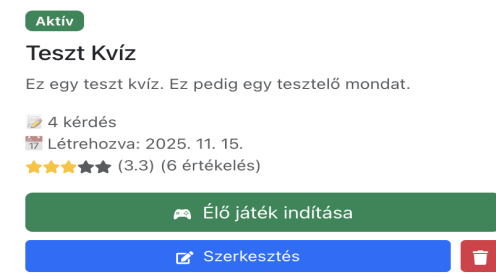 Aktív
Teszt Kvíz
Ez egy teszt kvíz. Ez pedig egy tesztelő mondat.
4 kérdés
Létrehozva: 2025. 11. 15.
(3.3) (6 értékelés)
Élő játék indítása
Szerkesztés